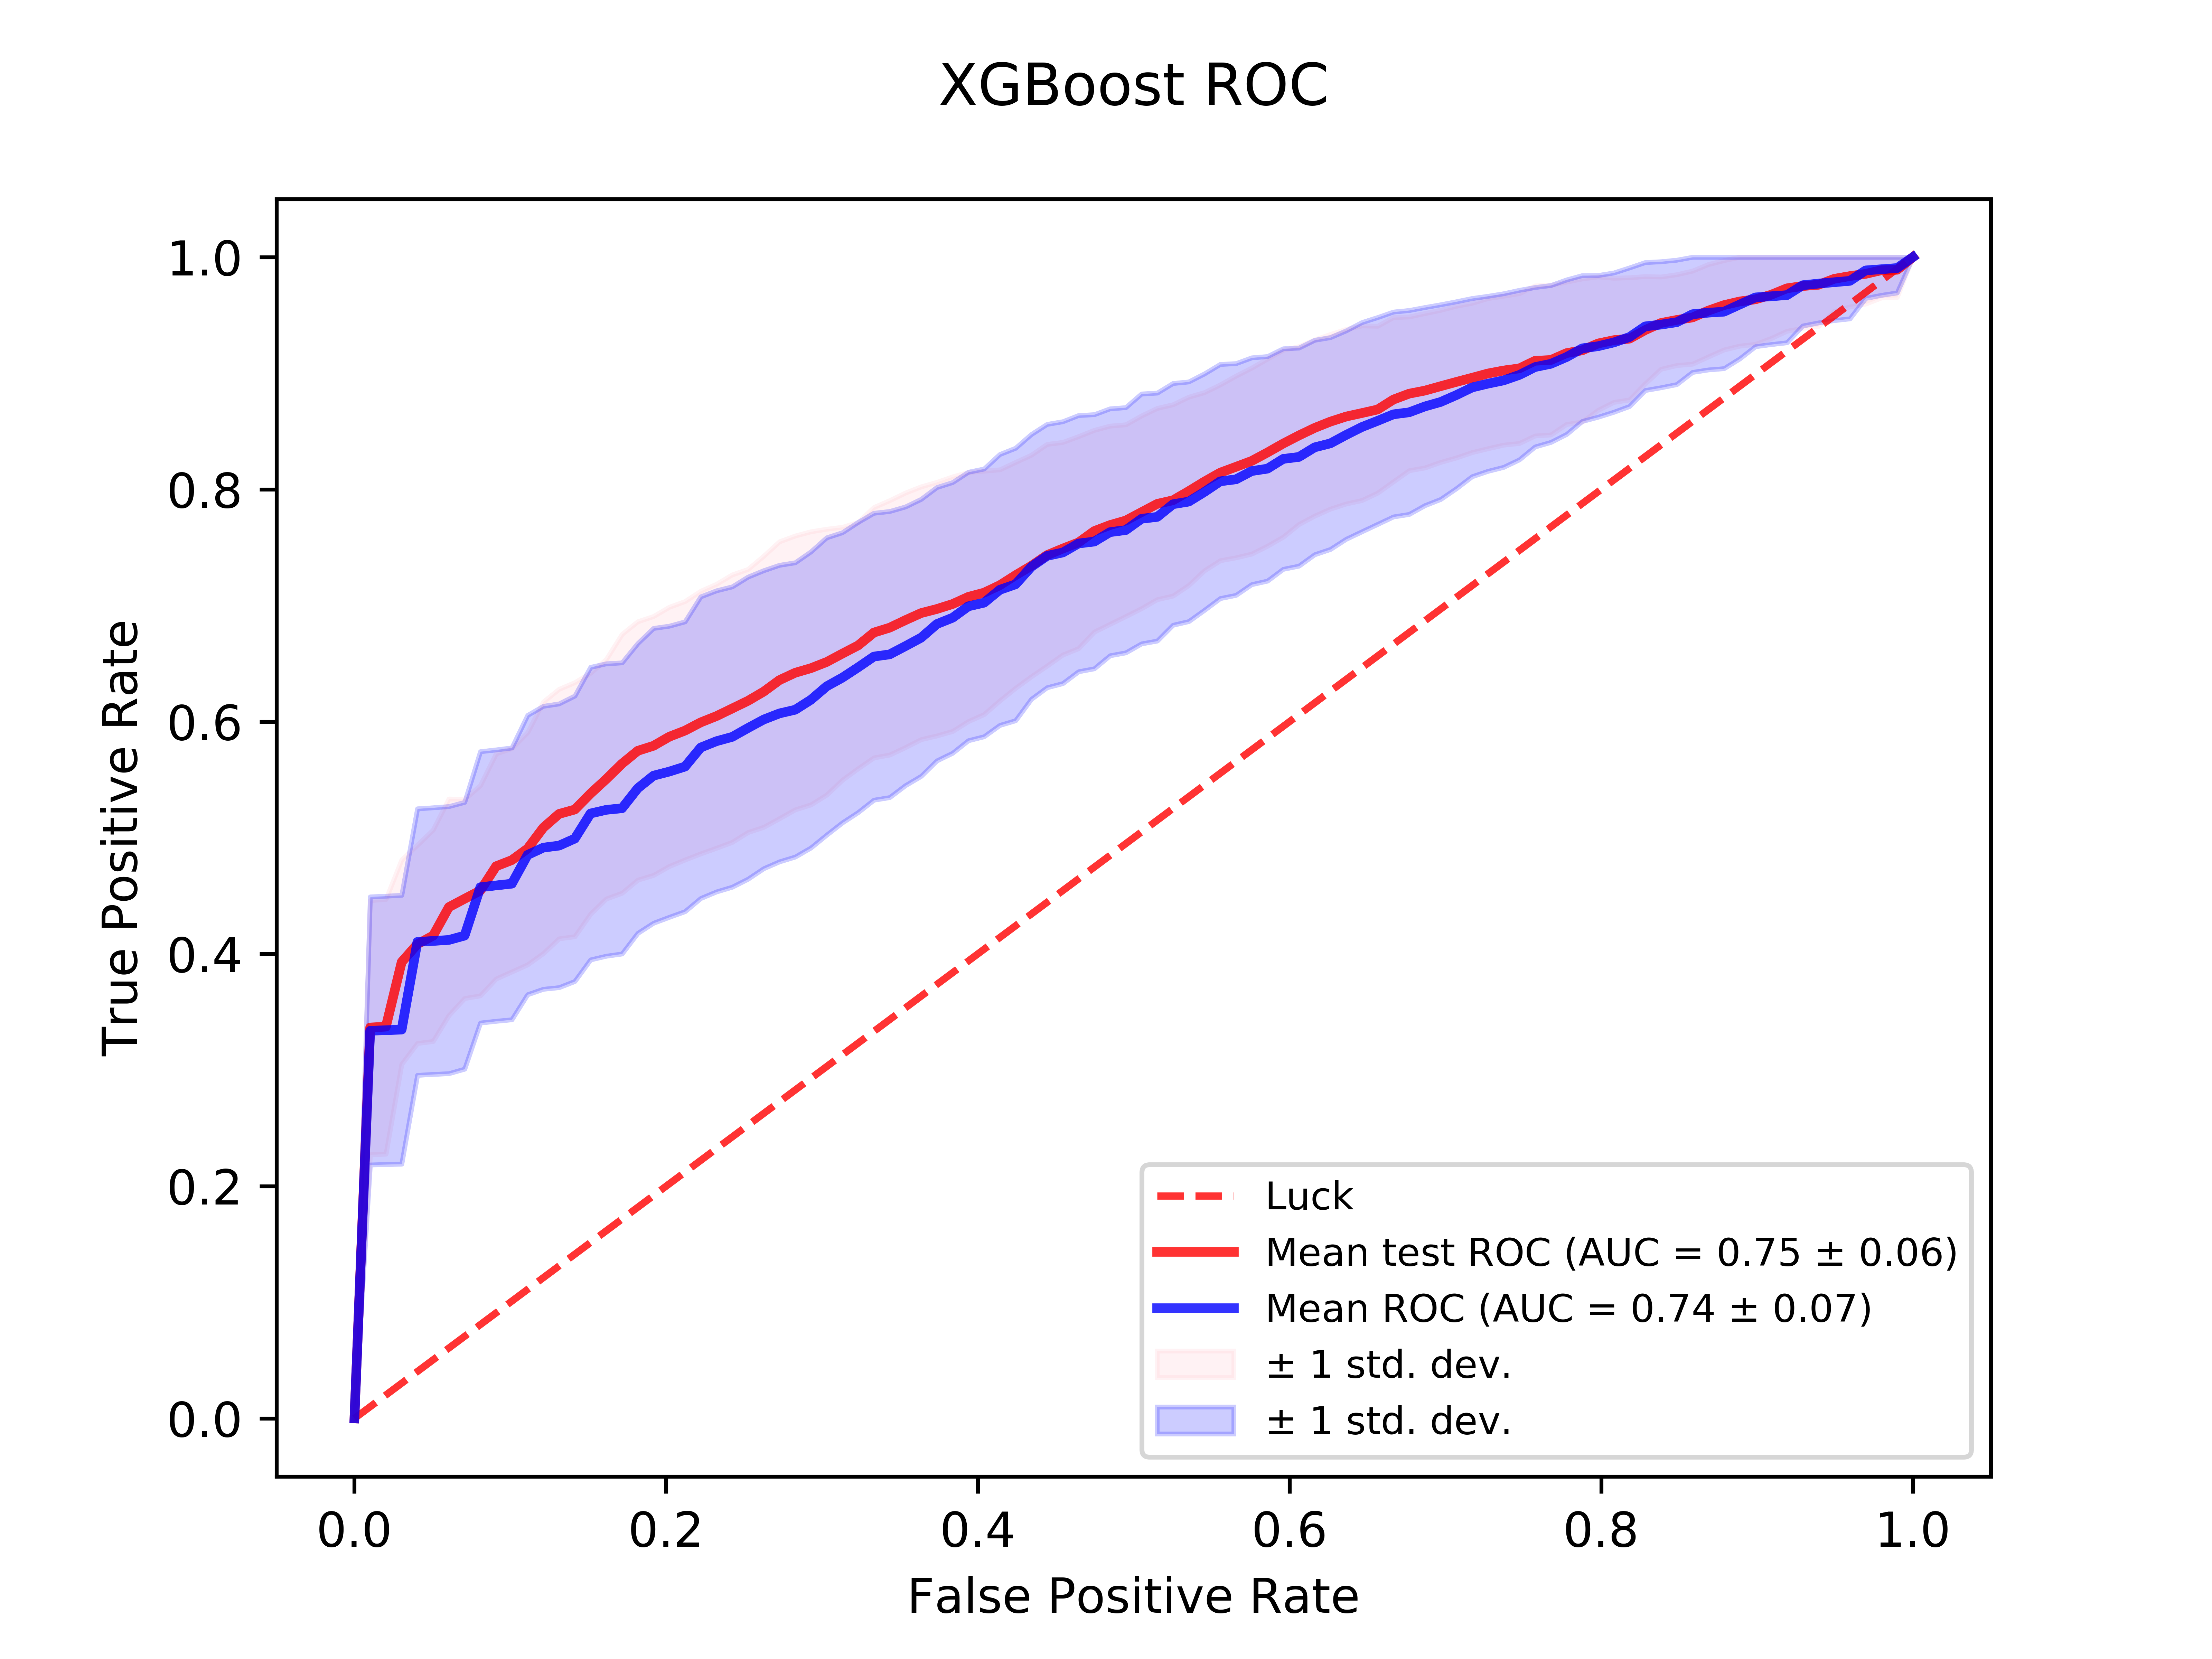 XGBoost ROC
1.0
0.8
0.6
0.4
0.2
0.0
True Positive Rate
0.0 0.2 0.4 0.6 0.8 1.0
False Positive Rate
Luck
Mean test ROC (AUC = 0.75 ± 0.06)
Mean ROC (AUC = 0.74 ± 0.07)
± 1 std. dev.
± 1 std. dev.